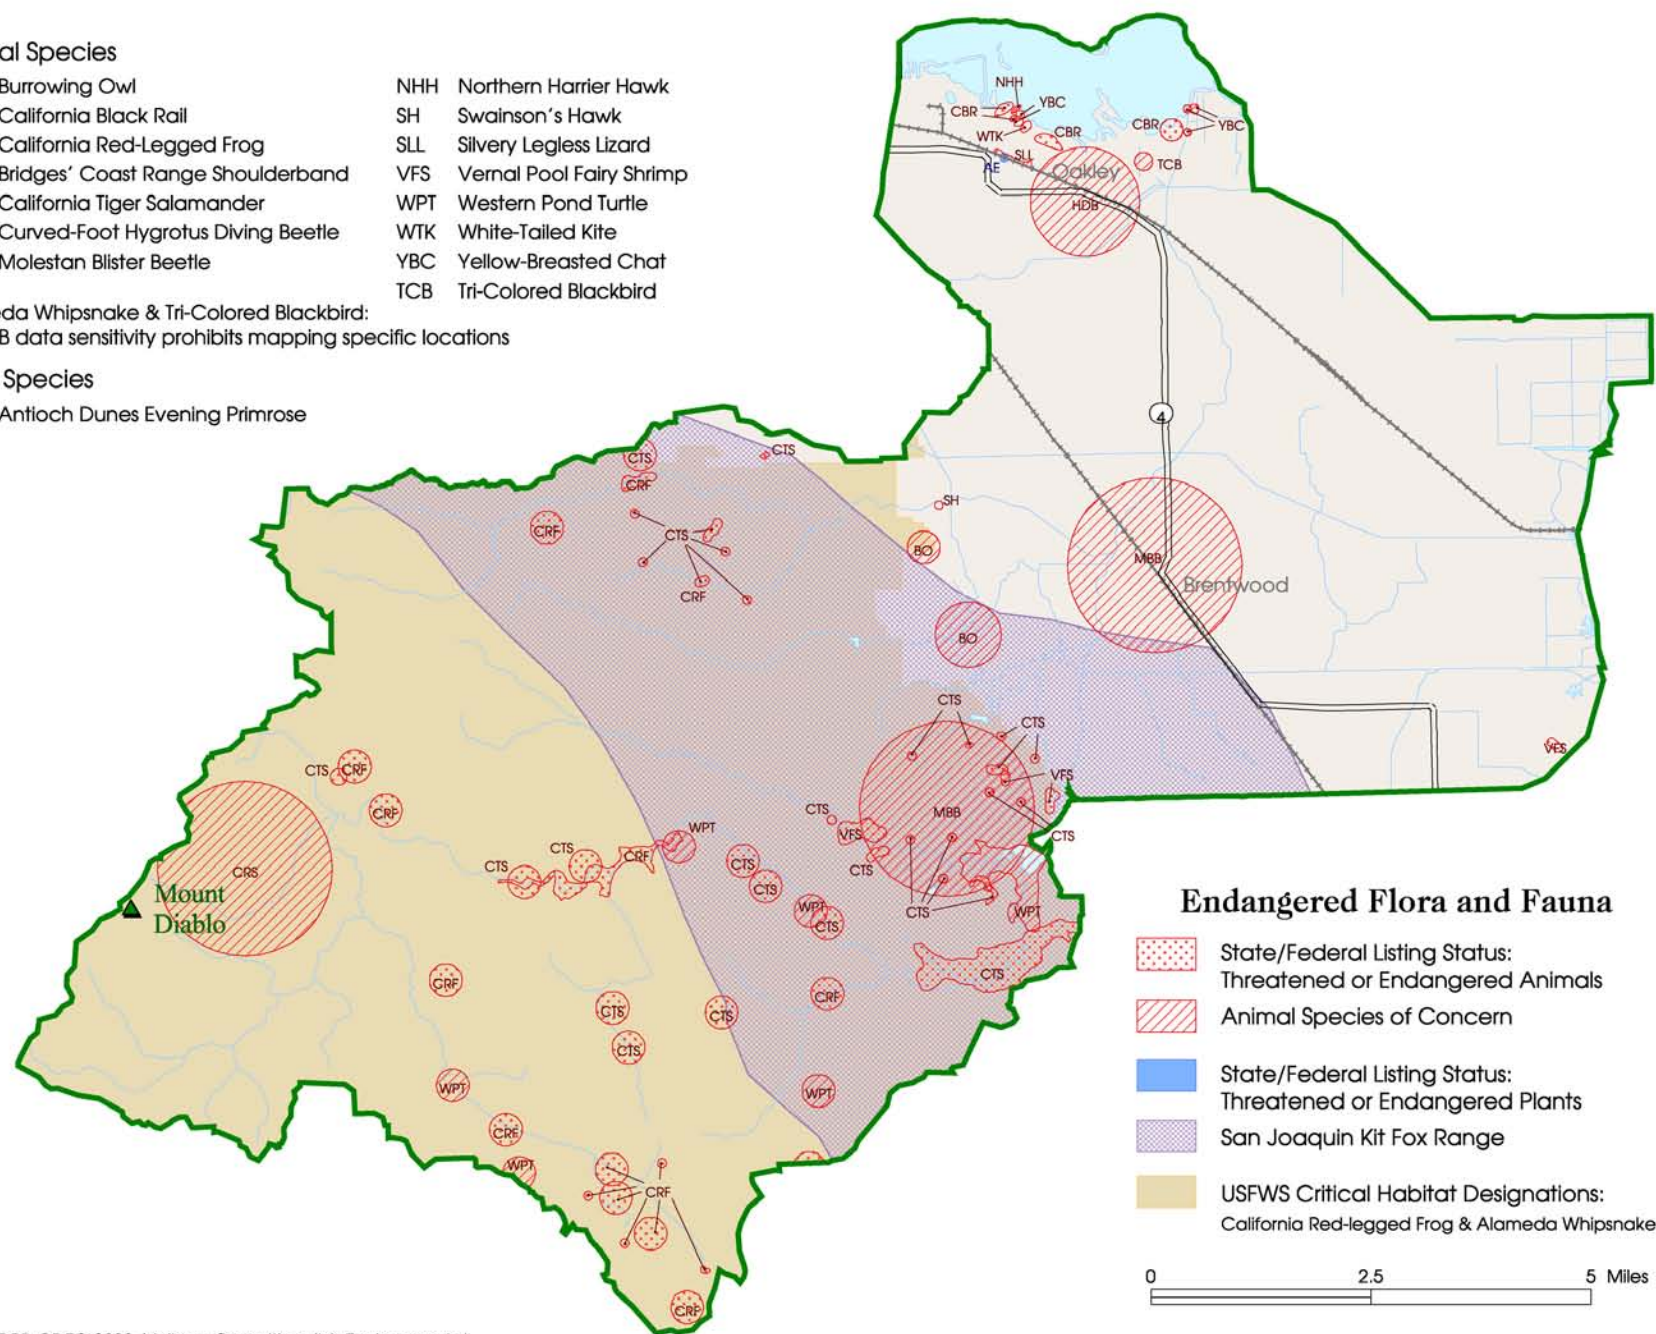 al Species
Burrowing Owl
California Black Rail
California Red-Legged Frog
Bridges' Coast Range Shoulderband
California Tiger Salamander
Curved-Foot Hygrotus Diving Beetle
Molestan Blister Beetle
NHH Northern Harrier Hawk
SH Swainson's Hawk
SLL Silvery Legless Lizard
VFS Vernal Pool Fairy Shrimp
WPT Western Pond Turtle
WTK White-Tailed Kite
YBC Yellow-Breasted Chat
TCB Tri-Colored Blackbird
da Whipsnake & Tri-Colored Blackbird:
B data sensitivity prohibits mapping specific locations
Species
Antioch Dunes Evening Primrose
NHH
CBR
YBC
WTK
CBR
CBR
YBC
SLL
TCB
AE
Oakley
HDB
4
CTS
CTS
CRF
SH
CRF
CTS
BO
MBB
Brentwood
CRF
BO
CTS
CTS
VFS
CTS
CRF
VFS
CRF
CTS
MBB
WPT
VFS
CTS
CTS
CRF
CTS
CTS
CTS
CRS
CTS
Mount
Diablo
WPT
CTS
CTS
WPT
CTS
CRF
CRF
CTS
CTS
CTS
WPT
WPT
CRF
WPT
CRF
CRF
Endangered Flora and Fauna
State/Federal Listing Status:
Threatened or Endangered Animals
Animal Species of Concern
State/Federal Listing Status:
Threatened or Endangered Plants
San Joaquin Kit Fox Range
USFWS Critical Habitat Designations:
California Red-legged Frog & Alameda Whipsnake
0 2.5 5 Miles